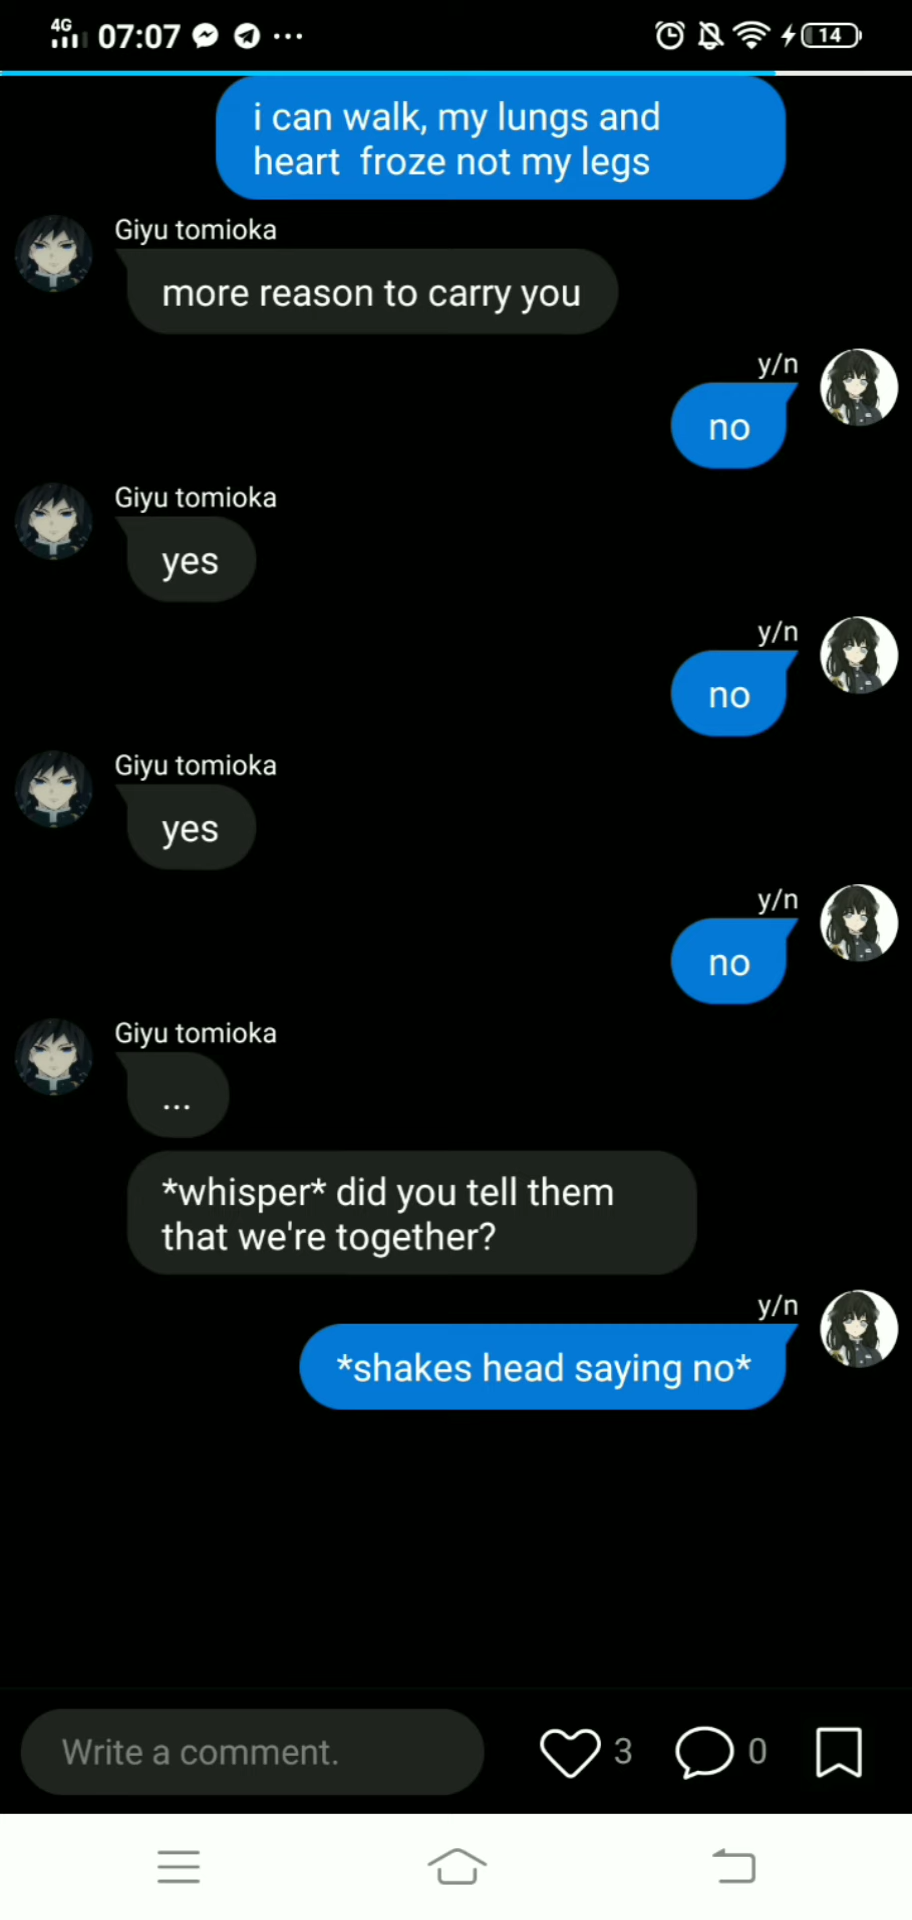 4G 07:07 ... 14
i can walk, my lungs and
heart  froze not my legs
Giyu tomioka
more reason to carry you
y/n
no
Giyu tomioka
yes
y/n
no
Giyu tomioka
yes
y/n
no
Giyu tomioka
...
*whisper* did you tell them
that we're together?
y/n
*shakes head saying no*
Write a comment.
3
0